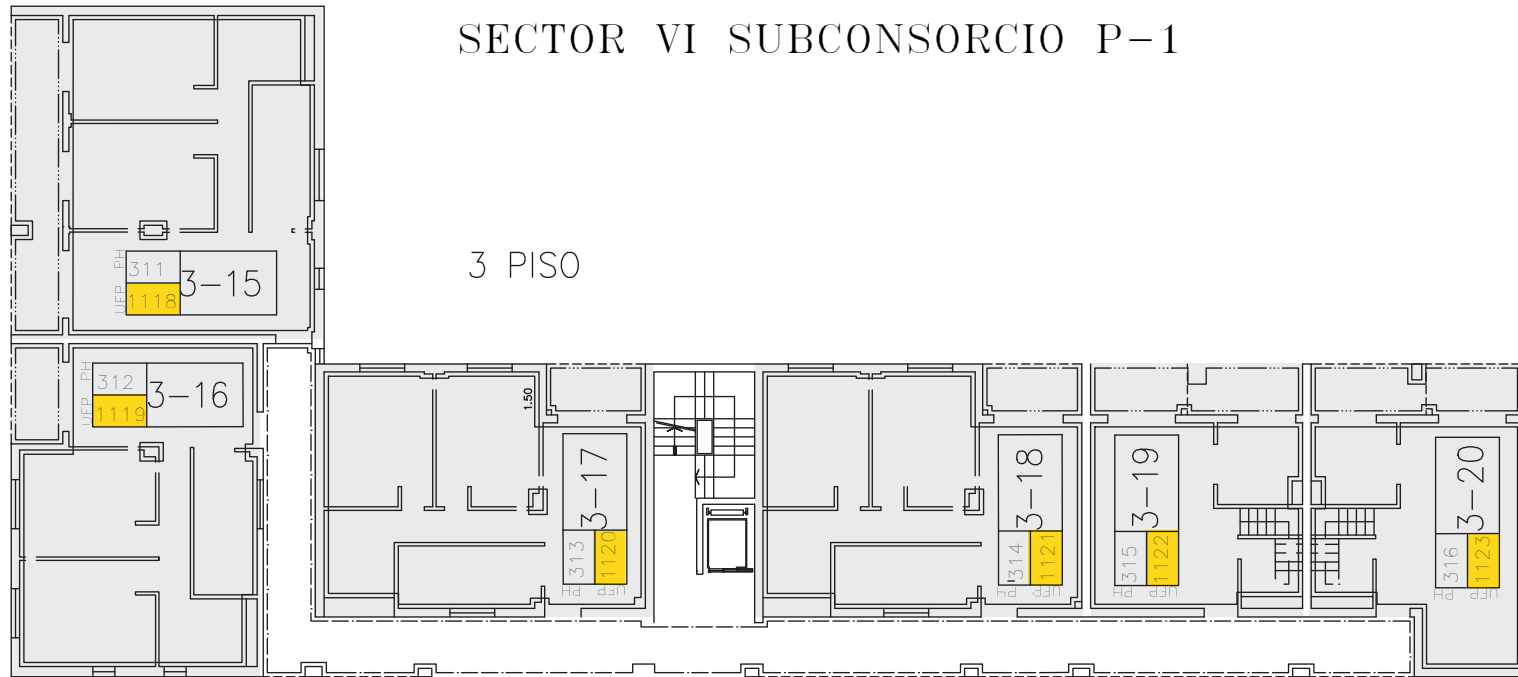 SECTOR VI SUBCONSORCIO P-1
3 PISO
PH 311 3-15
UFP 1118
PH 312 3-16
UFP 1119
1.50
3-17
PH 313
UFP 1120
3-18
PH 314
UFP 1121
3-19
PH 315
UFP 1122
3-20
PH 316
UFP 1123